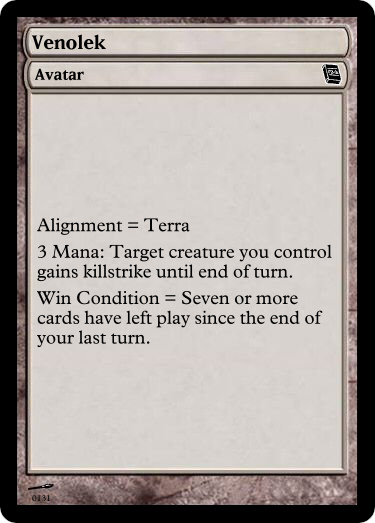 Venolek
Avatar
Alignment = Terra
3 Mana: Target creature you control
gains killstrike until end of turn.
Win Condition = Seven or more
cards have left play since the end of
your last turn.
0131